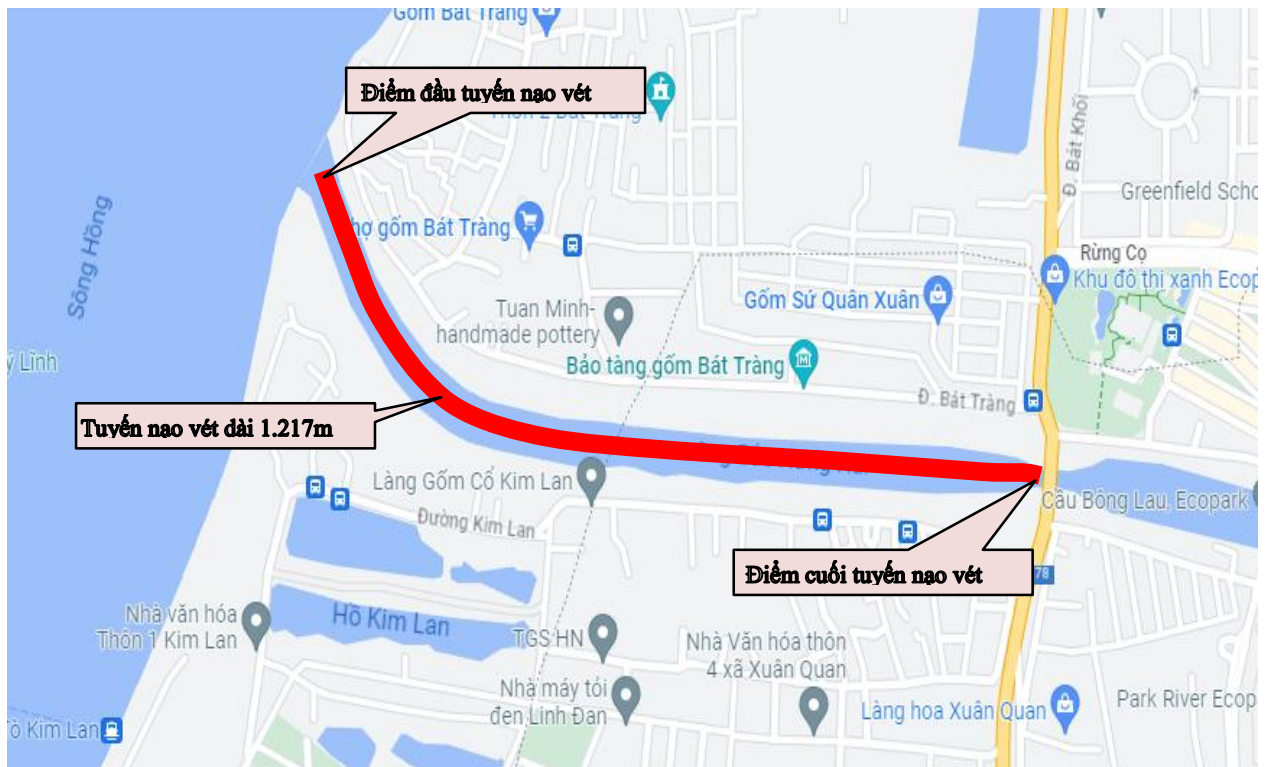 Gốm Bát Tràng
Điểm đầu tuyến nạo vét
Thôn 2 Bát Tràng
Đ. Bát Khối
Greenfield Scho
Sông Hồng
hợ gốm Bát Tràng
Rừng Cọ
Khu đô thị xanh Ecop
Gốm Sứ Quân Xuân
Tuan Minh-
handmade pottery
ỹ Lĩnh
Bảo tàng gốm Bát Tràng
Đ. Bát Tràng
Tuyến nạo vét dài 1.217m
Làng Gốm Cổ Kim Lan
Cầu Bông Lau, Ecopark
Đường Kim Lan
Điểm cuối tuyến nạo vét
78
Nhà văn hóa
Thôn 1 Kim Lan
Hồ Kim Lan
TGS HN
Nhà Văn hóa thôn
4 xã Xuân Quan
Nhà máy tỏi
đen Linh Đan
Làng hoa Xuân Quan
Park River Ecop
ò Kim Lan